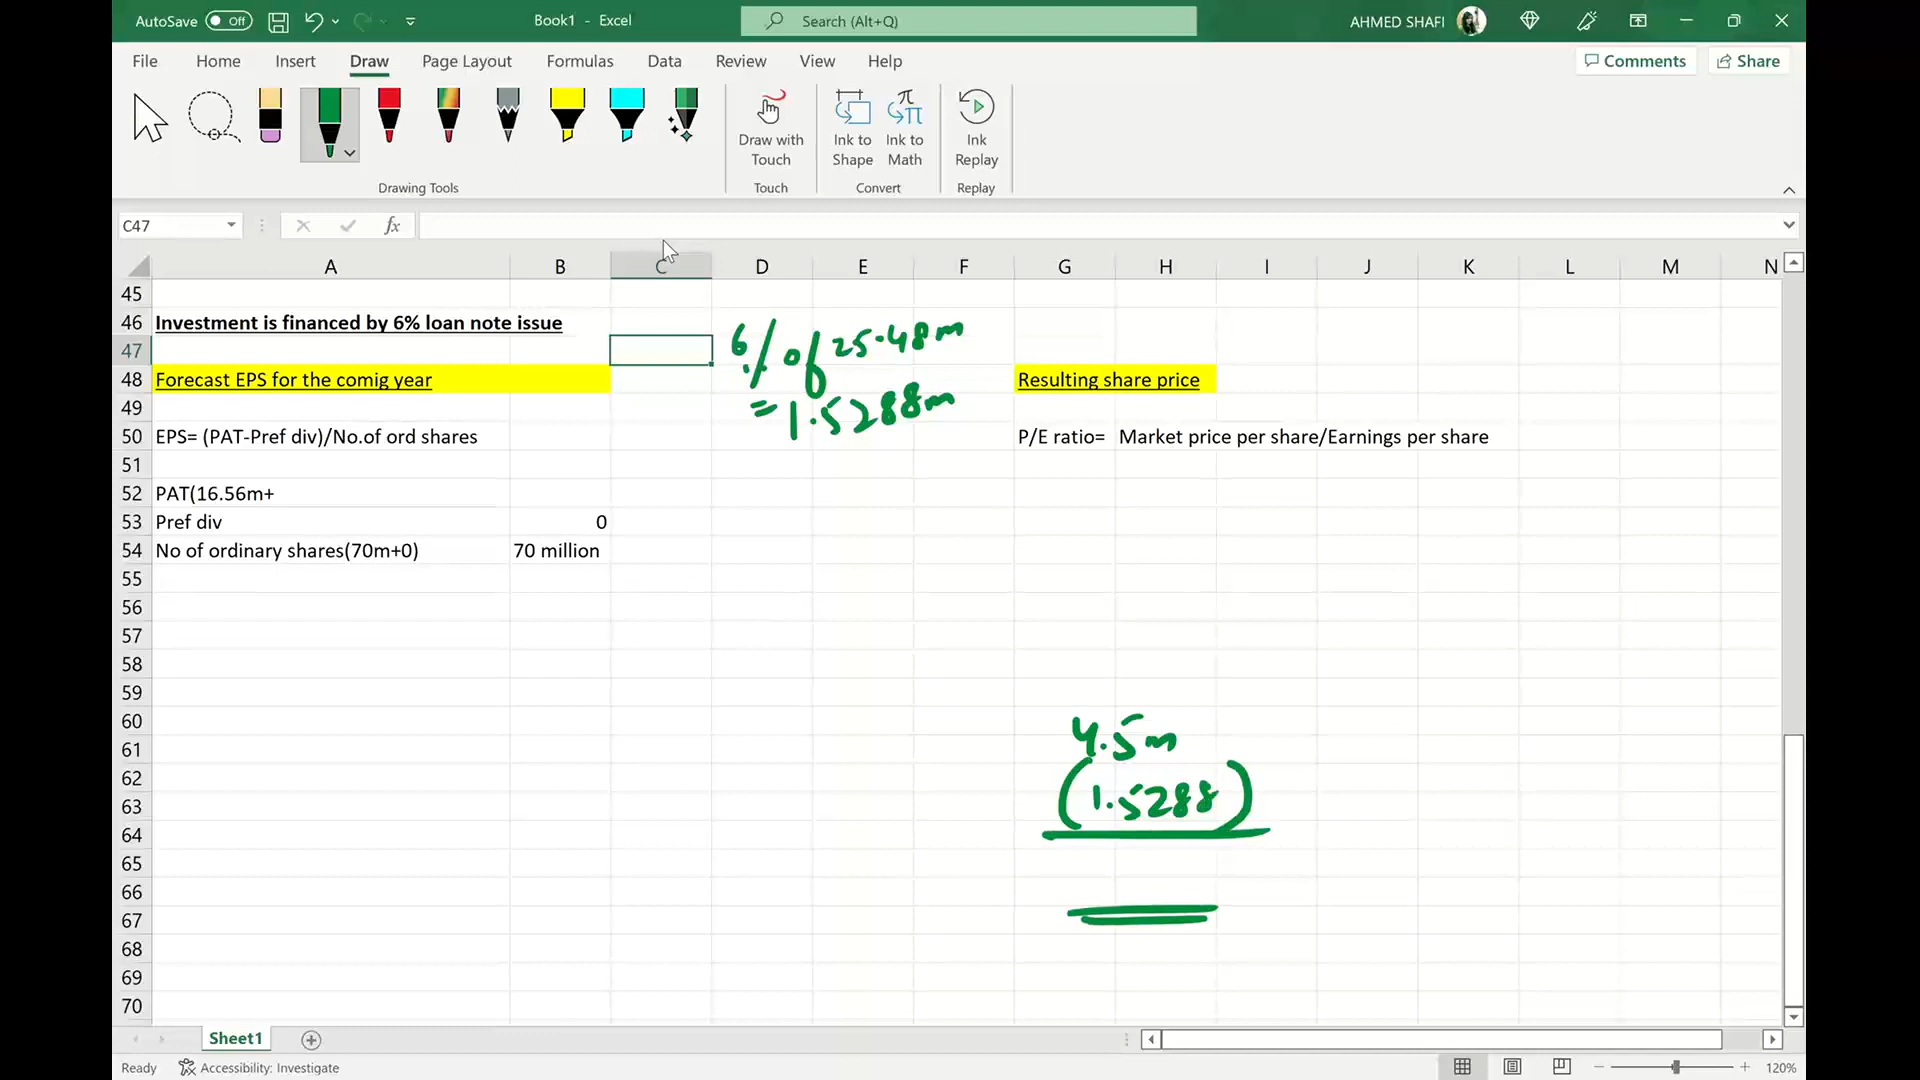 AutoSave Off Book1 - Excel Search (Alt+Q) AHMED SHAFI
File Home Insert Draw Page Layout Formulas Data Review View Help Comments Share
Draw with Touch
Ink to Shape
Ink to Math
Ink Replay
Drawing Tools Touch Convert Replay
C47 fx
A B C D E F G H I J K L M N
45
46 Investment is financed by 6% loan note issue
6% of 25.48m
47
48 Forecast EPS for the comig year Resulting share price
= 1.5288m
49
50 EPS= (PAT-Pref div)/No.of ord shares P/E ratio= Market price per share/Earnings per share
51
52 PAT(16.56m+
53 Pref div 0
54 No of ordinary shares(70m+0) 70 million
55
56
57
58
59
60
4.5m
61
62
(1.5288)
63
64
65
66
67
68
69
70
Sheet1
Ready Accessibility: Investigate 120%